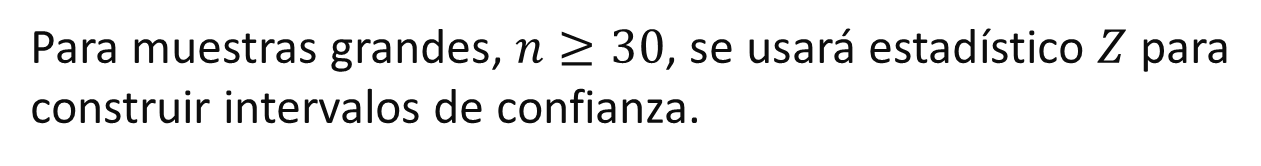 Para muestras grandes, n ≥ 30, se usará estadístico Z para
construir intervalos de confianza.